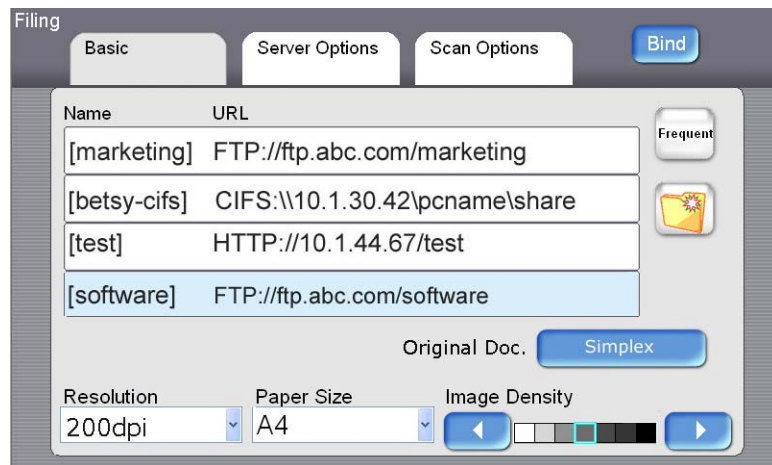 Filing
Basic Server Options Scan Options Bind
Name URL
Frequent
[marketing] FTP://ftp.abc.com/marketing
[betsy-cifs] CIFS:\\10.1.30.42\pcname\share
[test] HTTP://10.1.44.67/test
[software] FTP://ftp.abc.com/software
Original Doc. Simplex
Resolution Paper Size Image Density
200dpi A4